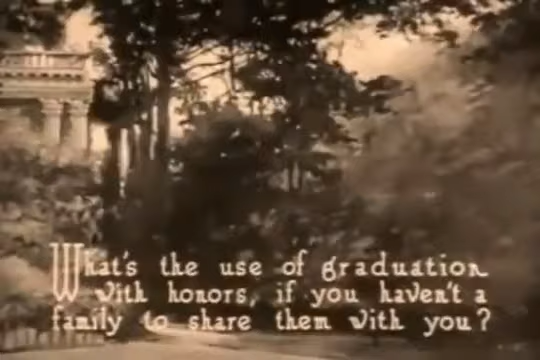 What's the use of graduation
with honors, if you haven't a
family to share them with you?